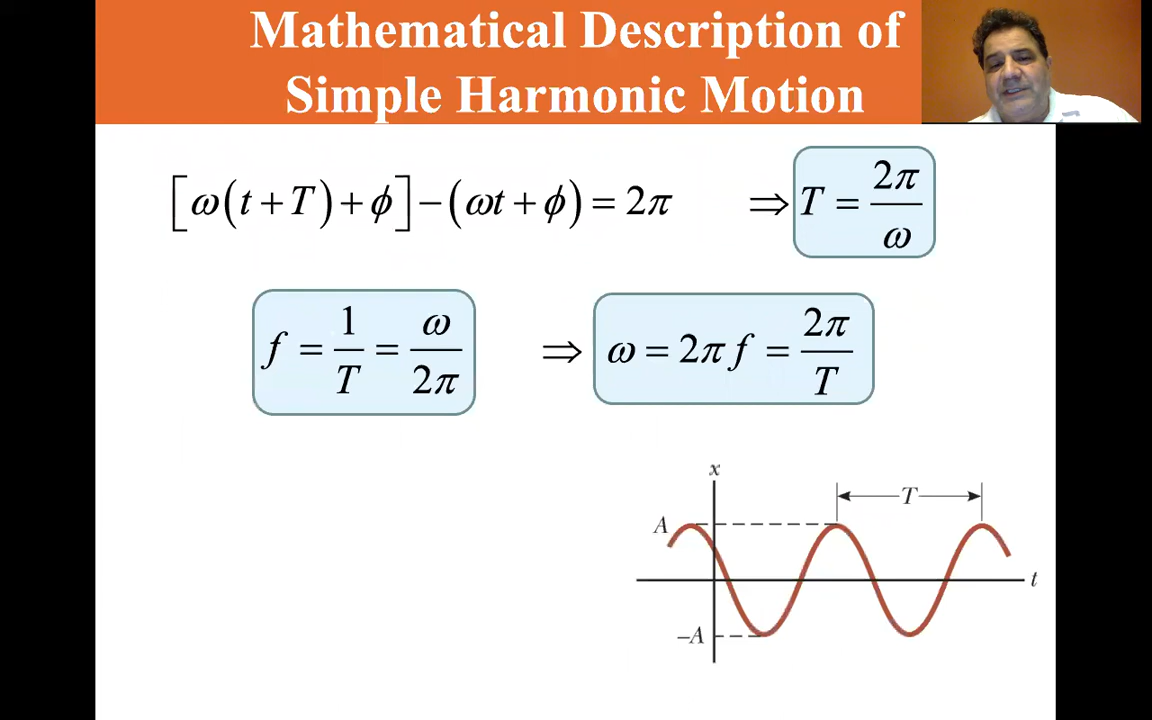 Mathematical Description of
Simple Harmonic Motion
[ω(t + T) + ϕ] − (ωt + ϕ) = 2π ⇒ T = 2π/ω
f = 1/T = ω/2π ⇒ ω = 2πf = 2π/T
x
T
A
t
–A